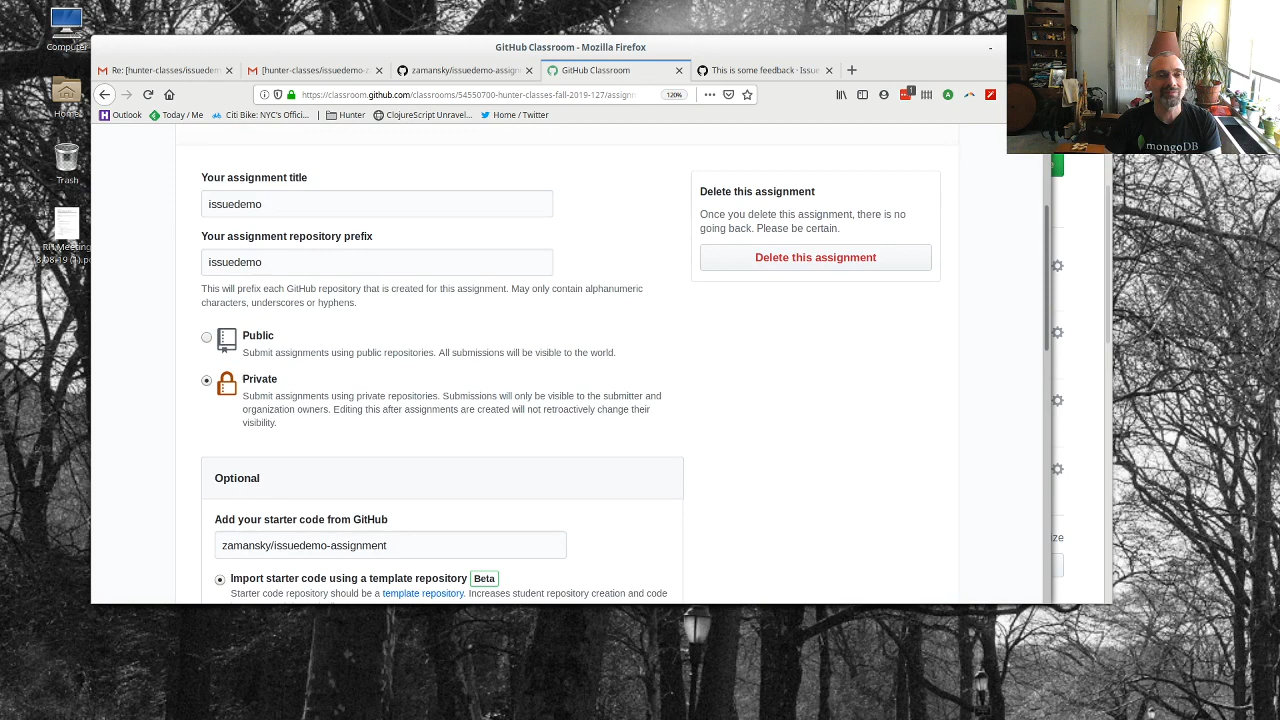 Computer
Home
Trash
GitHub Classroom - Mozilla Firefox
-
Re: [hunter-classes/issuedem
zamansky/issuedemo-assign
GitHub Classroom
This is some feedback · Issue
https://classroom.github.com/classrooms/54550700-hunter-classes-fall-2019-127/assignr
120%
1
A
Outlook
Today / Me
Citi Bike: NYC's Offici...
Hunter
ClojureScript Unravel...
Home / Twitter
mongoDB
Your assignment title
issuedemo
Your assignment repository prefix
issuedemo
This will prefix each GitHub repository that is created for this assignment. May only contain alphanumeric
characters, underscores or hyphens.
Public
Submit assignments using public repositories. All submissions will be visible to the world.
Private
Submit assignments using private repositories. Submissions will only be visible to the submitter and
organization owners. Editing this after assignments are created will not retroactively change their
visibility.
Optional
Add your starter code from GitHub
zamansky/issuedemo-assignment
Import starter code using a template repository Beta
Starter code repository should be a template repository. Increases student repository creation and code
Delete this assignment
Once you delete this assignment, there is no
going back. Please be certain.
Delete this assignment
ze